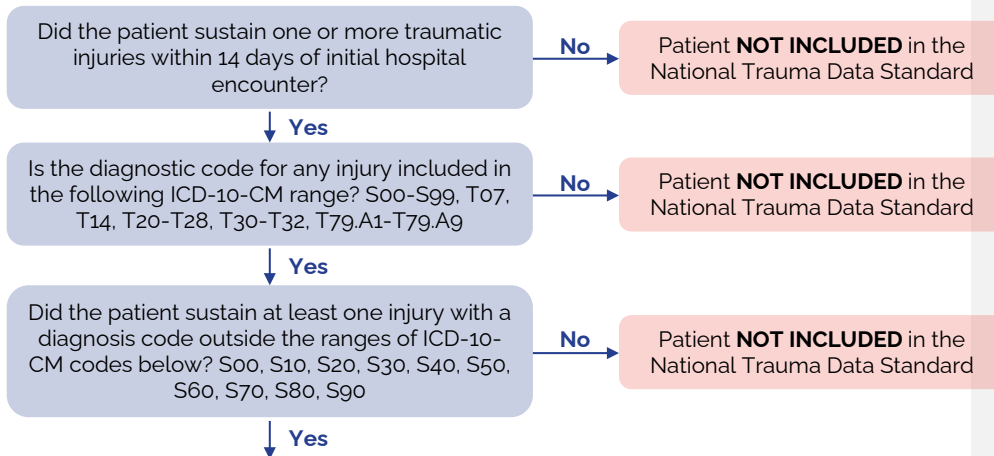 Did the patient sustain one or more traumatic
injuries within 14 days of initial hospital
encounter?
No
Patient NOT INCLUDED in the
National Trauma Data Standard
Yes
Is the diagnostic code for any injury included in
the following ICD-10-CM range? S00-S99, T07,
T14, T20-T28, T30-T32, T79.A1-T79.A9
No
Patient NOT INCLUDED in the
National Trauma Data Standard
Yes
Did the patient sustain at least one injury with a
diagnosis code outside the ranges of ICD-10-
CM codes below? S00, S10, S20, S30, S40, S50,
S60, S70, S80, S90
No
Patient NOT INCLUDED in the
National Trauma Data Standard
Yes